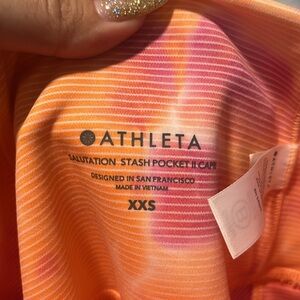 ATHLETA
SALUTATION STASH POCKET II CAPRI
DESIGNED IN SAN FRANCISCO
MADE IN VIETNAM
XXS